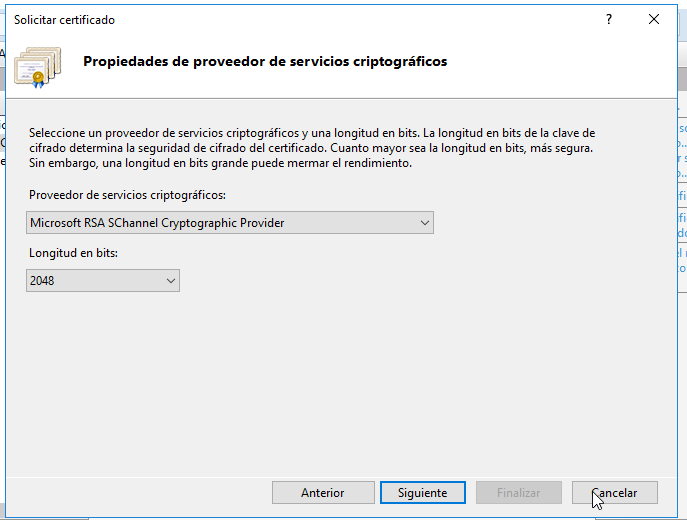 Solicitar certificado
?
Propiedades de proveedor de servicios criptográficos
Seleccione un proveedor de servicios criptográficos y una longitud en bits. La longitud en bits de la clave de
cifrado determina la seguridad de cifrado del certificado. Cuanto mayor sea la longitud en bits, más segura.
Sin embargo, una longitud en bits grande puede mermar el rendimiento.
Proveedor de servicios criptográficos:
Microsoft RSA SChannel Cryptographic Provider
Longitud en bits:
2048
Anterior
Siguiente
Finalizar
Cancelar